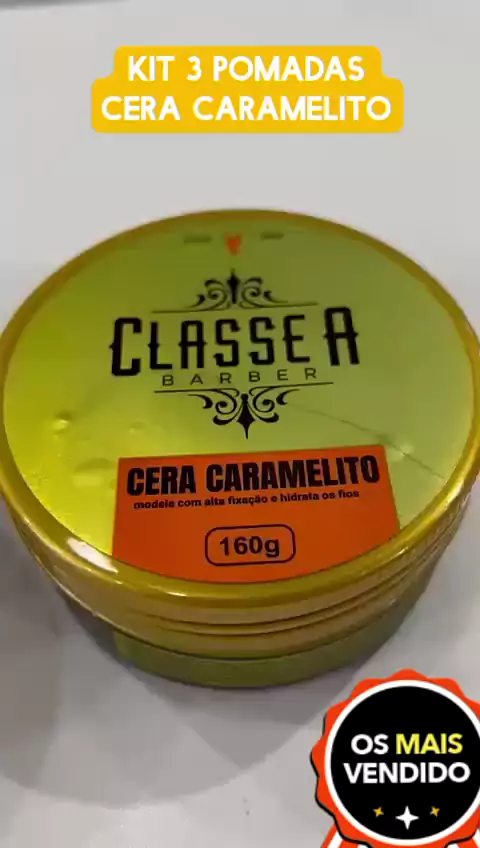 KIT 3 POMADAS
CERA CARAMELITO
CLASSE A
BARBER
CERA CARAMELITO
modela com alta fixação e hidrata os fios
160g
OS MAIS
VENDIDO